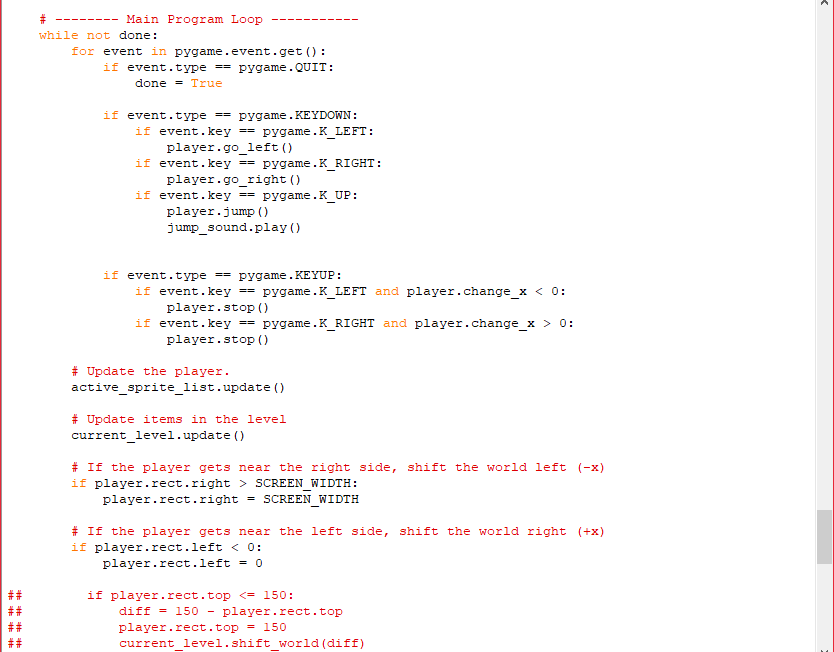 # -------- Main Program Loop -----------
while not done:
for event in pygame.event.get():
if event.type == pygame.QUIT:
done = True
if event.type == pygame.KEYDOWN:
if event.key == pygame.K_LEFT:
player.go_left()
if event.key == pygame.K_RIGHT:
player.go_right()
if event.key == pygame.K_UP:
player.jump()
jump_sound.play()
if event.type == pygame.KEYUP:
if event.key == pygame.K_LEFT and player.change_x < 0:
player.stop()
if event.key == pygame.K_RIGHT and player.change_x > 0:
player.stop()
# Update the player.
active_sprite_list.update()
# Update items in the level
current_level.update()
# If the player gets near the right side, shift the world left (-x)
if player.rect.right > SCREEN_WIDTH:
player.rect.right = SCREEN_WIDTH
# If the player gets near the left side, shift the world right (+x)
if player.rect.left < 0:
player.rect.left = 0
## if player.rect.top <= 150:
## diff = 150 - player.rect.top
## player.rect.top = 150
## current_level.shift_world(diff)